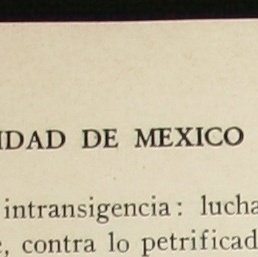 IDAD DE MEXICO
intransigencia: lucha
, contra lo petrificad